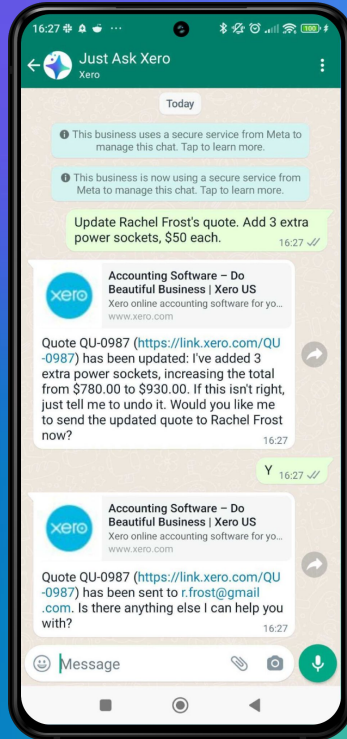 16:27 ...
100
Just Ask Xero
Xero
Today
This business uses a secure service from Meta to
manage this chat. Tap to learn more.
This business is now using a secure service from
Meta to manage this chat. Tap to learn more.
Update Rachel Frost's quote. Add 3 extra
power sockets, $50 each.
16:27
xero
Accounting Software – Do
Beautiful Business | Xero US
Xero online accounting software for yo...
www.xero.com
Quote QU-0987 (https://link.xero.com/QU
-0987) has been updated: I've added 3
extra power sockets, increasing the total
from $780.00 to $930.00. If this isn't right,
just tell me to undo it. Would you like me
to send the updated quote to Rachel Frost
now?
16:27
Y 16:27
xero
Accounting Software – Do
Beautiful Business | Xero US
Xero online accounting software for yo...
www.xero.com
Quote QU-0987 (https://link.xero.com/QU
-0987) has been sent to r.frost@gmail
.com. Is there anything else I can help you
with?
16:27
Message